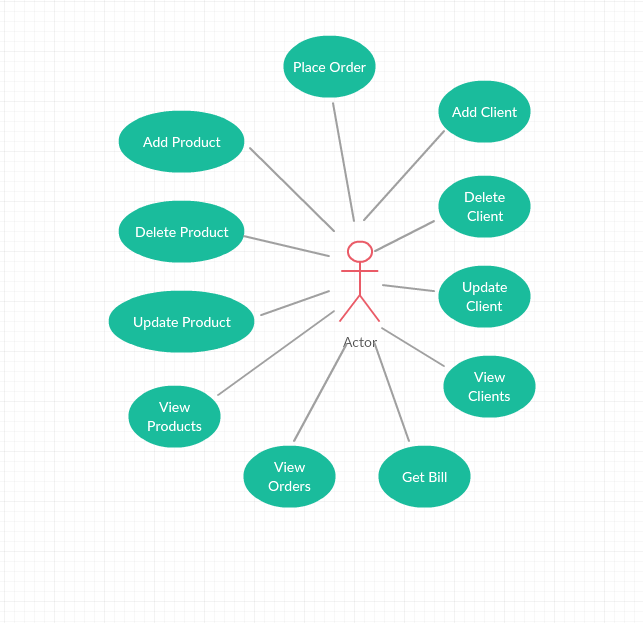 Place Order
Add Client
Add Product
Delete
Client
Delete Product
Update
Client
Update Product
Actor
View
Clients
View
Products
View
Orders
Get Bill